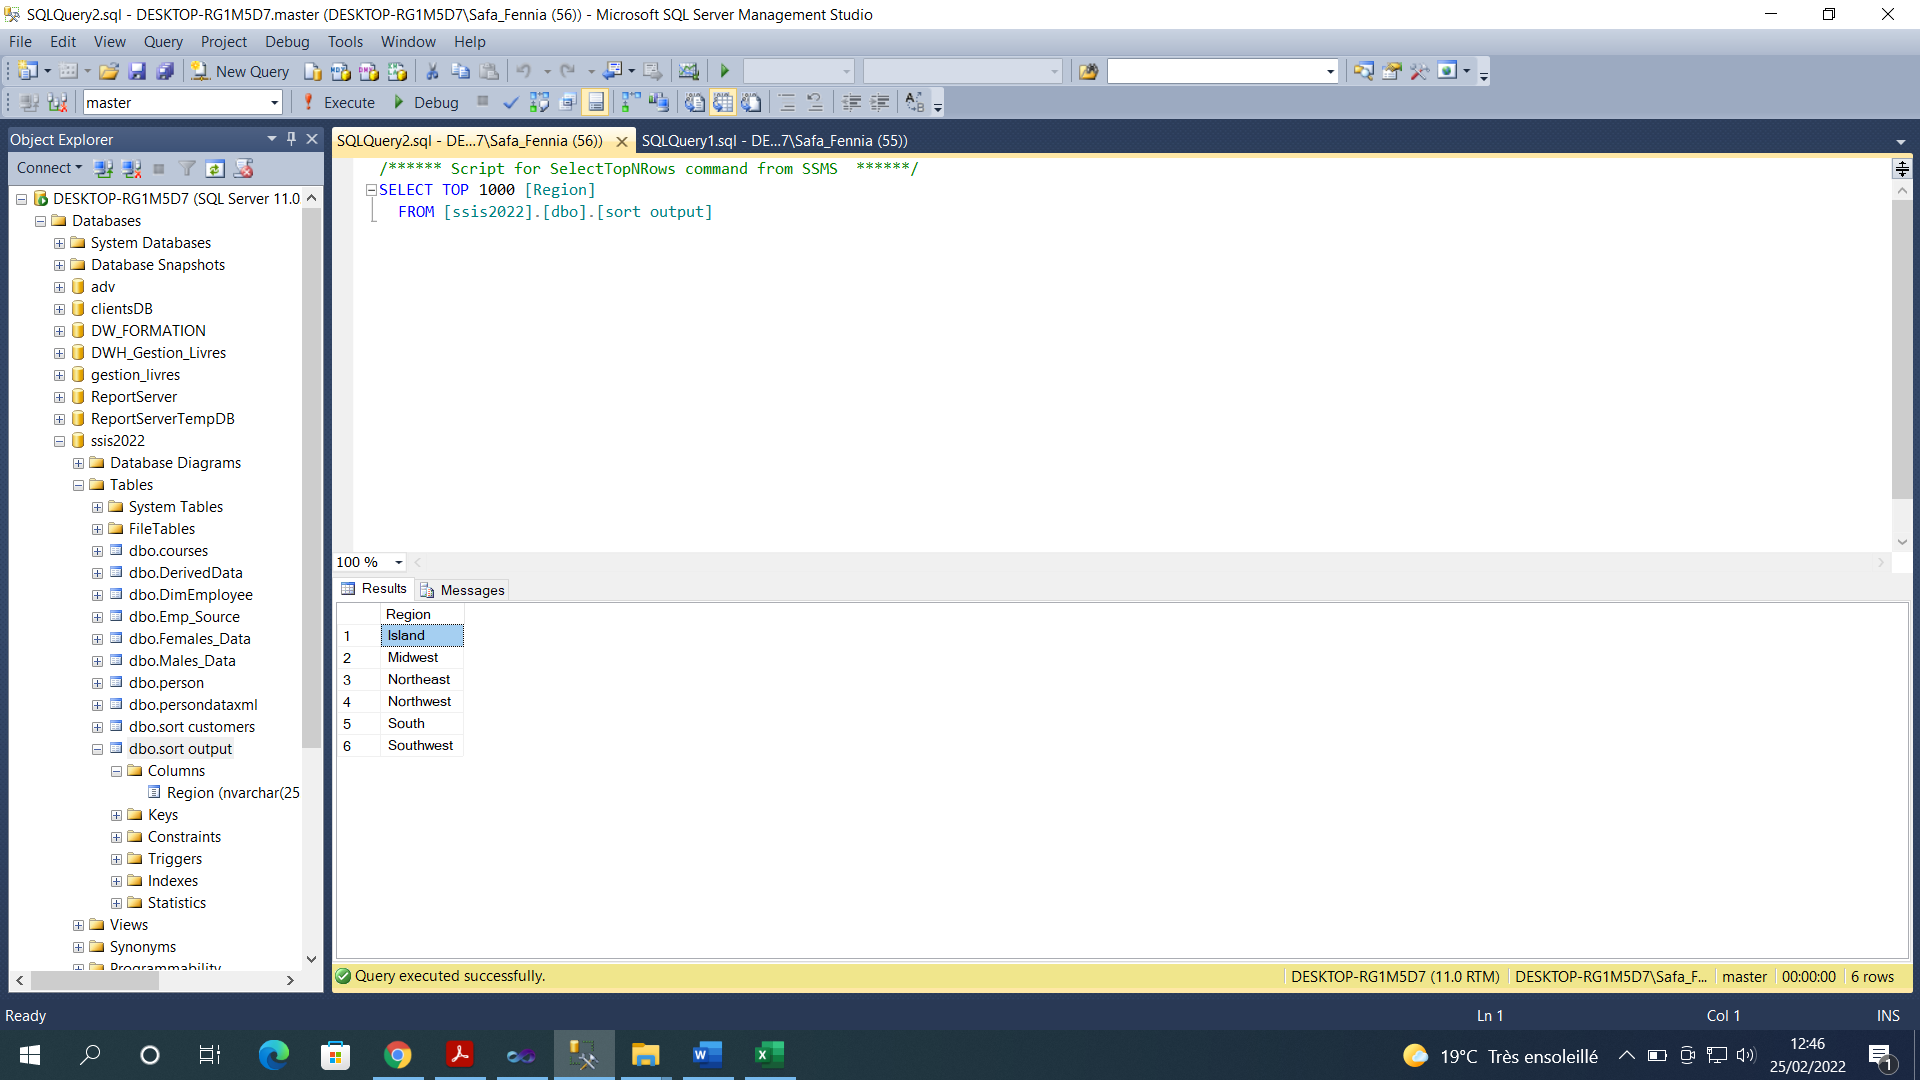 SQLQuery2.sql - DESKTOP-RG1M5D7.master (DESKTOP-RG1M5D7\Safa_Fennia (56)) - Microsoft SQL Server Management Studio
File Edit View Query Project Debug Tools Window Help
New Query
master Execute Debug
Object Explorer
Connect
DESKTOP-RG1M5D7 (SQL Server 11.0
Databases
System Databases
Database Snapshots
adv
clientsDB
DW_FORMATION
DWH_Gestion_Livres
gestion_livres
ReportServer
ReportServerTempDB
ssis2022
Database Diagrams
Tables
System Tables
FileTables
dbo.courses
dbo.DerivedData
dbo.DimEmployee
dbo.Emp_Source
dbo.Females_Data
dbo.Males_Data
dbo.person
dbo.persondataxml
dbo.sort customers
dbo.sort output
Columns
Region (nvarchar(25
Keys
Constraints
Triggers
Indexes
Statistics
Views
Synonyms
Programmability
SQLQuery2.sql - DE...7\Safa_Fennia (56)) SQLQuery1.sql - DE...7\Safa_Fennia (55))
/****** Script for SelectTopNRows command from SSMS ******/
SELECT TOP 1000 [Region]
FROM [ssis2022].[dbo].[sort output]
100 %
Results Messages
Region
1 Island
2 Midwest
3 Northeast
4 Northwest
5 South
6 Southwest
Query executed successfully. DESKTOP-RG1M5D7 (11.0 RTM) DESKTOP-RG1M5D7\Safa_F... master 00:00:00 6 rows
Ready Ln 1 Col 1 INS
19°C Très ensoleillé 12:46
25/02/2022 1